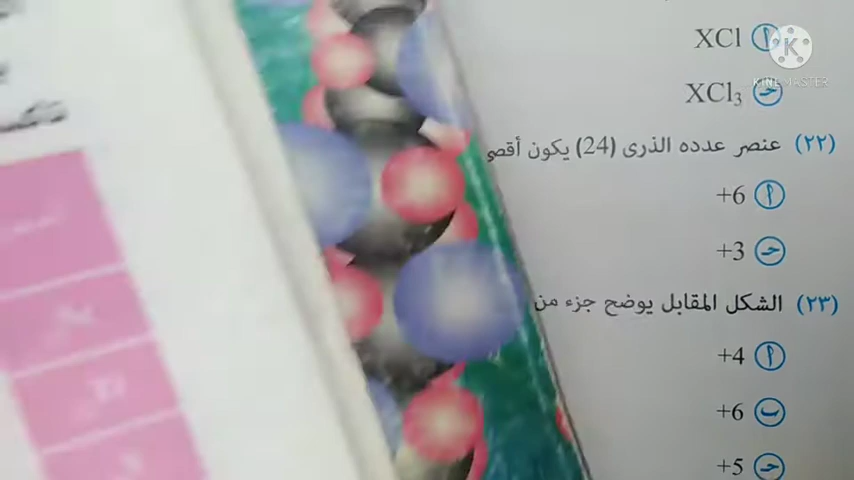 XCl أ
XCl3 جـ
KINEMASTER
(٢٢) عنصر عدده الذرى (24) يكون أقصى
+6 أ
+3 جـ
(٢٣) الشكل المقابل يوضح جزء من
+4 أ
+6 ب
+5 جـ